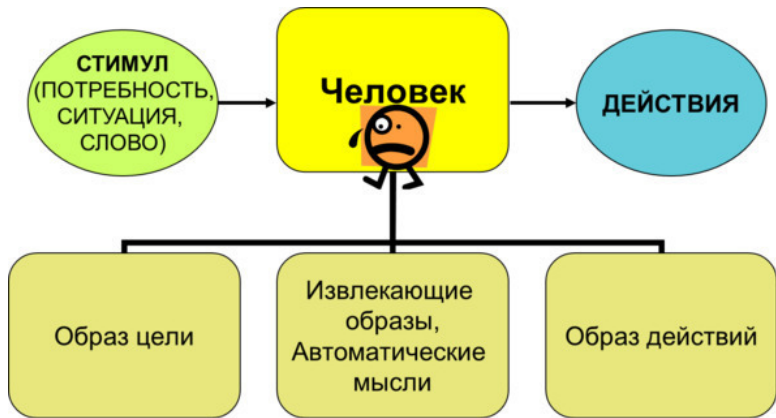 СТИМУЛ
(ПОТРЕБНОСТЬ,
СИТУАЦИЯ,
СЛОВО)
Человек
ДЕЙСТВИЯ
Образ цели
Извлекающие
образы,
Автоматические
мысли
Образ действий